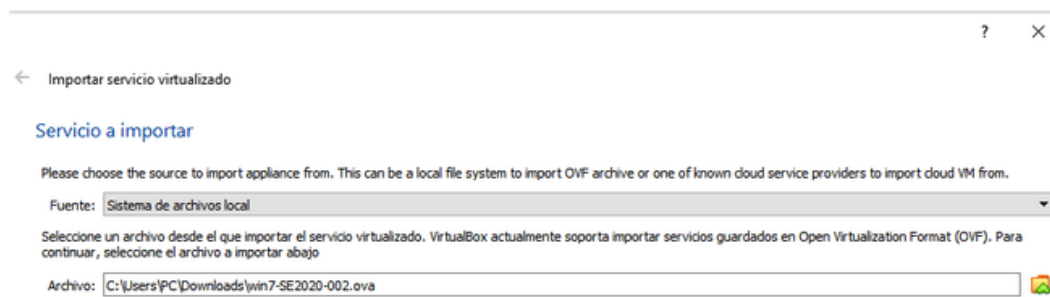 ?
Importar servicio virtualizado
Servicio a importar
Please choose the source to import appliance from. This can be a local file system to import OVF archive or one of known cloud service providers to import cloud VM from.
Fuente: Sistema de archivos local
Seleccione un archivo desde el que importar el servicio virtualizado. VirtualBox actualmente soporta importar servicios guardados en Open Virtualization Format (OVF). Para
continuar, seleccione el archivo a importar abajo
Archivo: C:\Users\PC\Downloads\win7-SE2020-002.ova